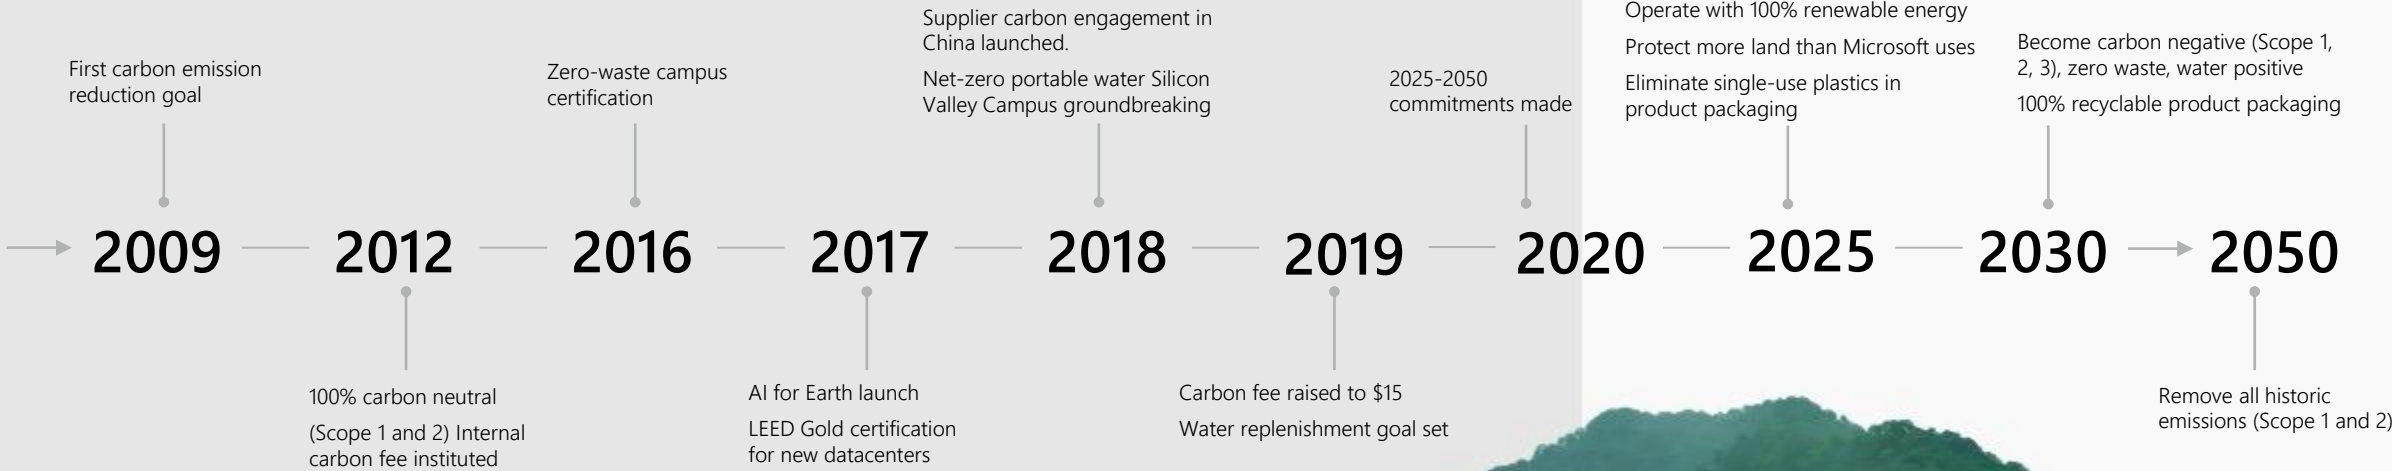 First carbon emission
reduction goal
Zero-waste campus
certification
Supplier carbon engagement in
China launched.
Net-zero portable water Silicon
Valley Campus groundbreaking
2025-2050
commitments made
Operate with 100% renewable energy
Protect more land than Microsoft uses
Eliminate single-use plastics in
product packaging
Become carbon negative (Scope 1,
2, 3), zero waste, water positive
100% recyclable product packaging
2009
2012
2016
2017
2018
2019
2020
2025
2030
2050
100% carbon neutral
(Scope 1 and 2) Internal
carbon fee instituted
AI for Earth launch
LEED Gold certification
for new datacenters
Carbon fee raised to $15
Water replenishment goal set
Remove all historic
emissions (Scope 1 and 2)